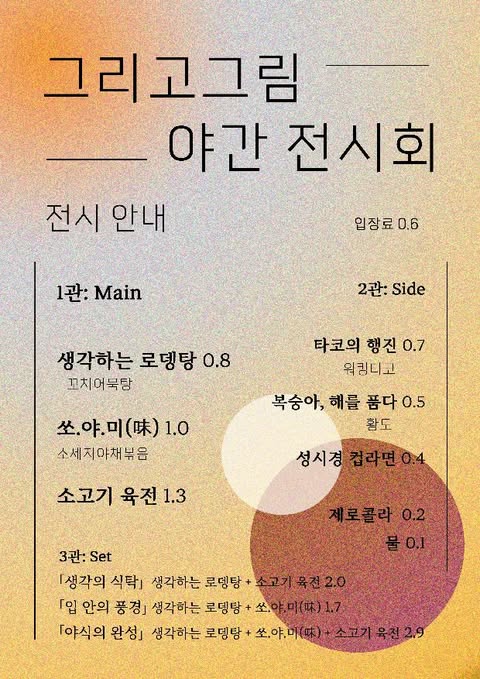 그리고그림
야간 전시회
전시 안내
입장료 0.6
1관: Main
생각하는 로뎅탕 0.8
꼬치어묵탕
쏘.야.미(味) 1.0
소세지야채볶음
소고기 육전 1.3
2관: Side
타코의 행진 0.7
워킹타코
복숭아, 해를 품다 0.5
황도
성시경 컵라면 0.4
제로콜라 0.2
물 0.1
3관: Set
「생각의 식탁」 생각하는 로뎅탕 + 소고기 육전 2.0
「입 안의 풍경」 생각하는 로뎅탕 + 쏘.야.미(味) 1.7
「야식의 완성」 생각하는 로뎅탕 + 쏘.야.미(味) + 소고기 육전 2.9